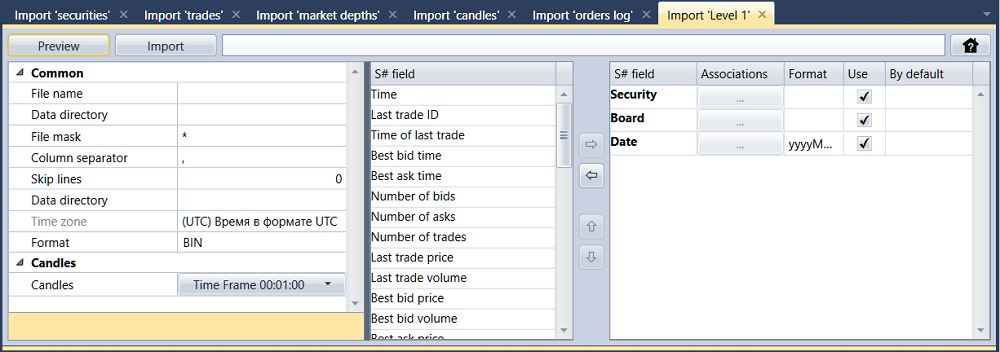 Import 'securities' Import 'trades' Import 'market depths' Import 'candles' Import 'orders log' Import 'Level 1'
Preview Import
Common
File name
Data directory
File mask *
Column separator ,
Skip lines 0
Data directory
Time zone (UTC) Время в формате UTC
Format BIN
Candles
Candles Time Frame 00:01:00
S# field
Time
Last trade ID
Time of last trade
Best bid time
Best ask time
Number of bids
Number of asks
Number of trades
Last trade price
Last trade volume
Best bid price
Best bid volume
Best ask price
S# field Associations Format Use By default
Security ...
Board ...
Date ... yyyyM...